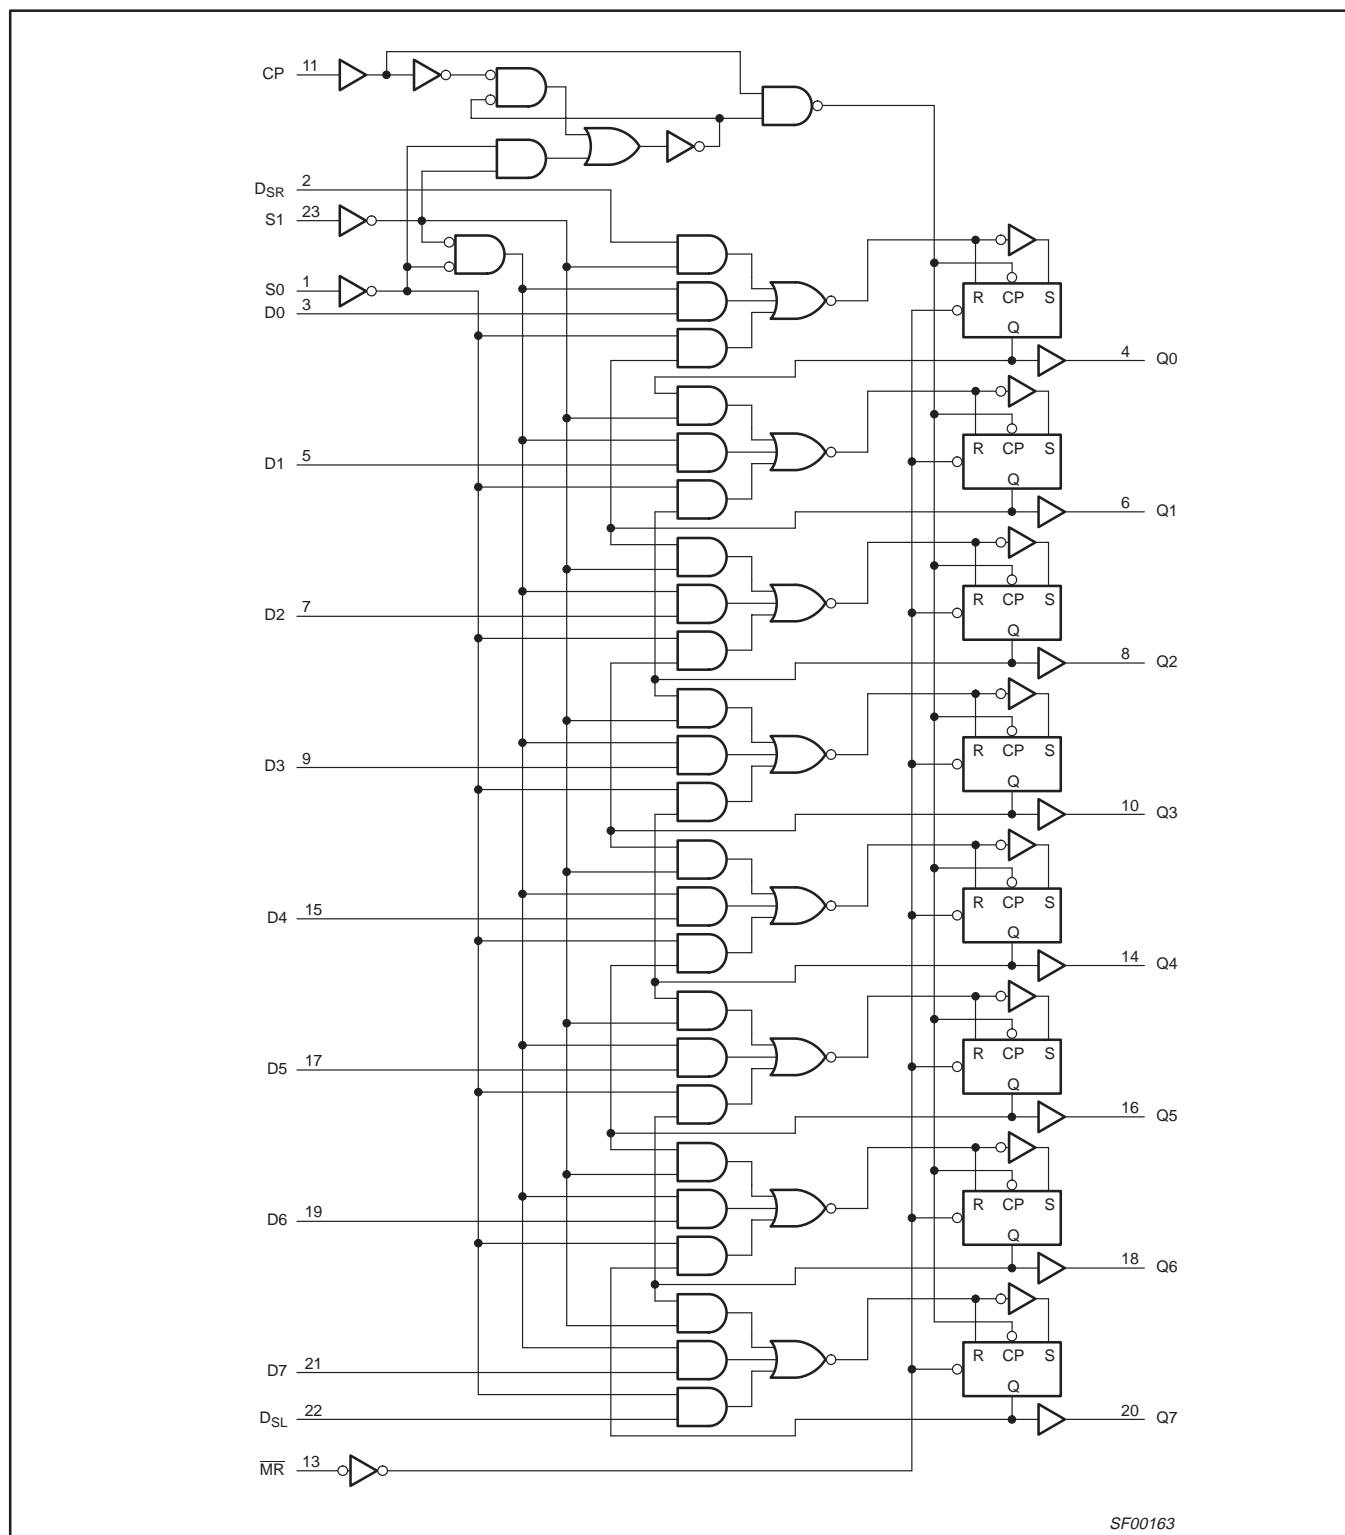 CP 11
DSR 2
S1 23
S0 1
D0 3
R CP S
Q
4 Q0
D1 5
R CP S
Q
6 Q1
D2 7
R CP S
Q
8 Q2
D3 9
R CP S
Q
10 Q3
D4 15
R CP S
Q
14 Q4
D5 17
R CP S
Q
16 Q5
D6 19
R CP S
Q
18 Q6
D7 21
R CP S
Q
DSL 22
20 Q7
MR 13
SF00163